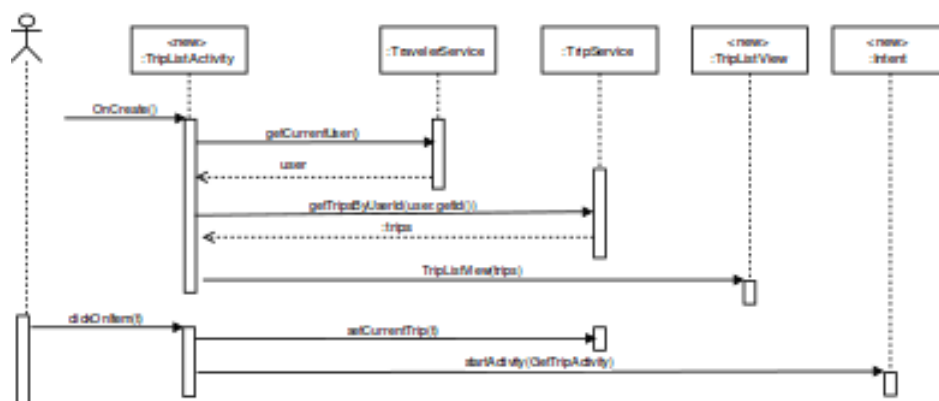 <new>
:TripListActivity
:TravelerService
:TripService
<new>
:TripListView
<new>
:Intent
OnCreate()
getCurrentUser()
user
getTripsByUserId(user.getId())
:trips
TripListView(trips)
clickOnItem(t)
setCurrentTrip(t)
startActivity(GetTripActivity)